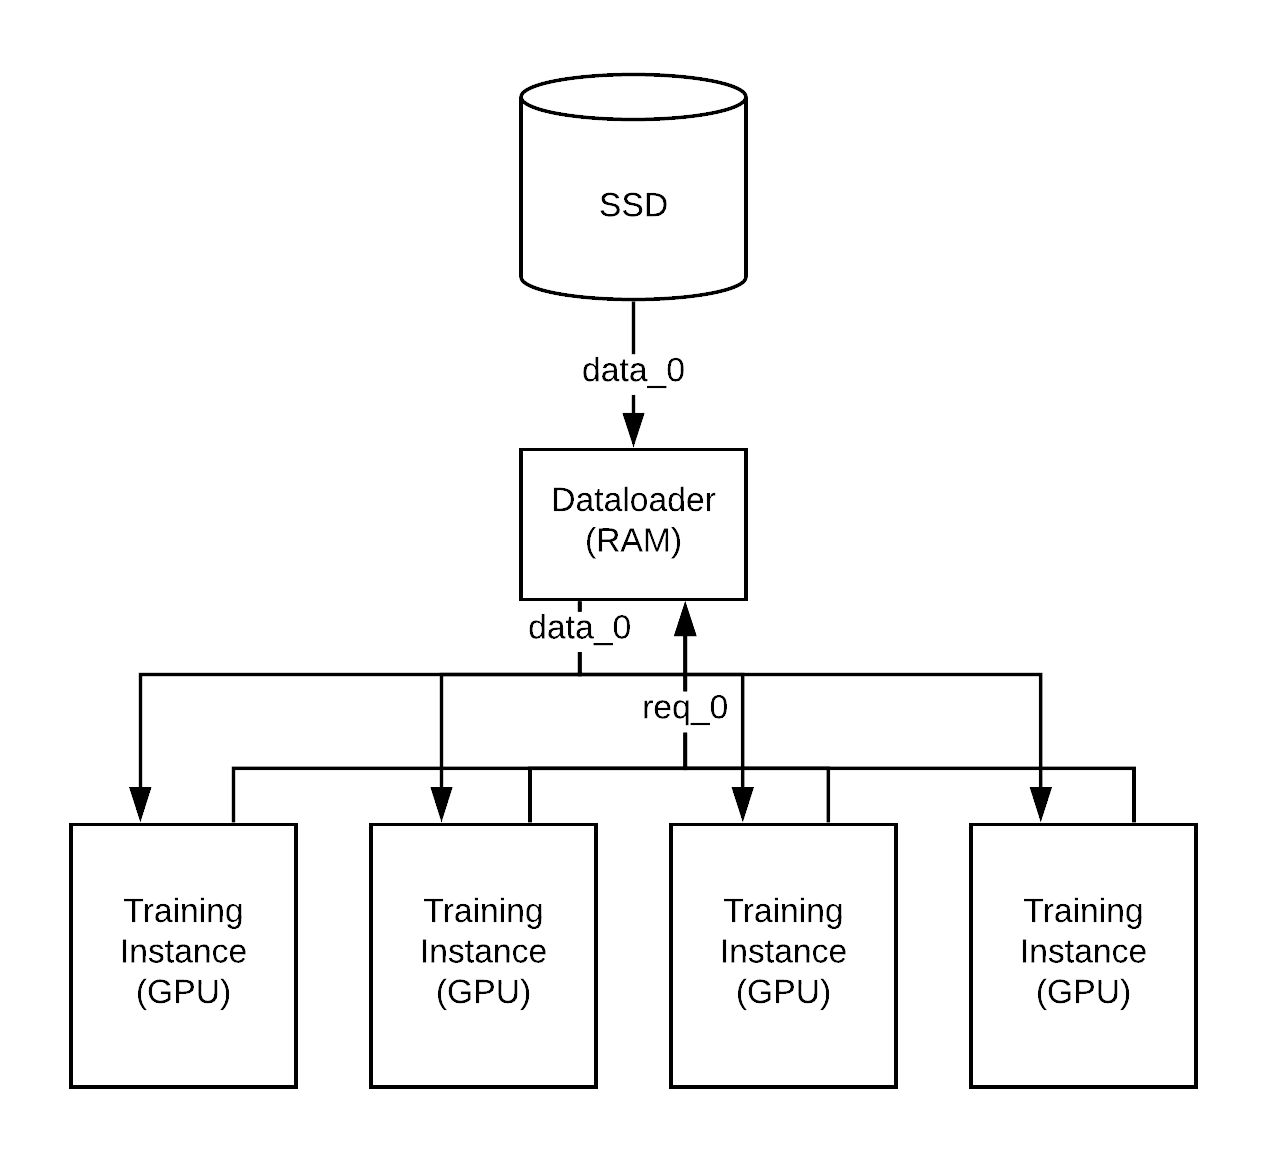 SSD
data_0
Dataloader
(RAM)
data_0
req_0
Training
Instance
(GPU)
Training
Instance
(GPU)
Training
Instance
(GPU)
Training
Instance
(GPU)